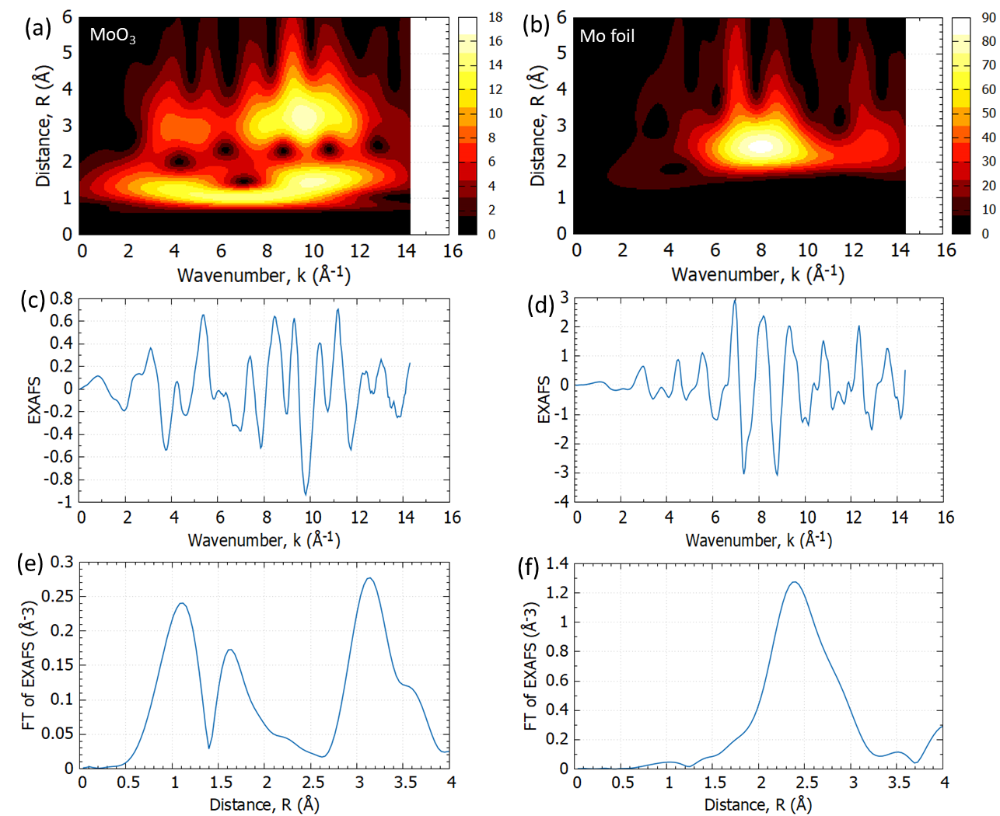 (a)
MoO3
Distance, R (Å)
6
5
4
3
2
1
0
0 2 4 6 8 10 12 14 16
Wavenumber, k (Å-1)
18
16
14
12
10
8
6
4
2
0
(b)
Mo foil
Distance, R (Å)
6
5
4
3
2
1
0
0 2 4 6 8 10 12 14 16
Wavenumber, k (Å-1)
90
80
70
60
50
40
30
20
10
0
(c)
EXAFS
0.8
0.6
0.4
0.2
0
-0.2
-0.4
-0.6
-0.8
-1
0 2 4 6 8 10 12 14 16
Wavenumber, k (Å-1)
(d)
EXAFS
3
2
1
0
-1
-2
-3
-4
0 2 4 6 8 10 12 14 16
Wavenumber, k (Å-1)
(e)
FT of EXAFS (Å-3)
0.3
0.25
0.2
0.15
0.1
0.05
0
0 0.5 1 1.5 2 2.5 3 3.5 4
Distance, R (Å)
(f)
FT of EXAFS (Å-3)
1.4
1.2
1
0.8
0.6
0.4
0.2
0
0 0.5 1 1.5 2 2.5 3 3.5 4
Distance, R (Å)